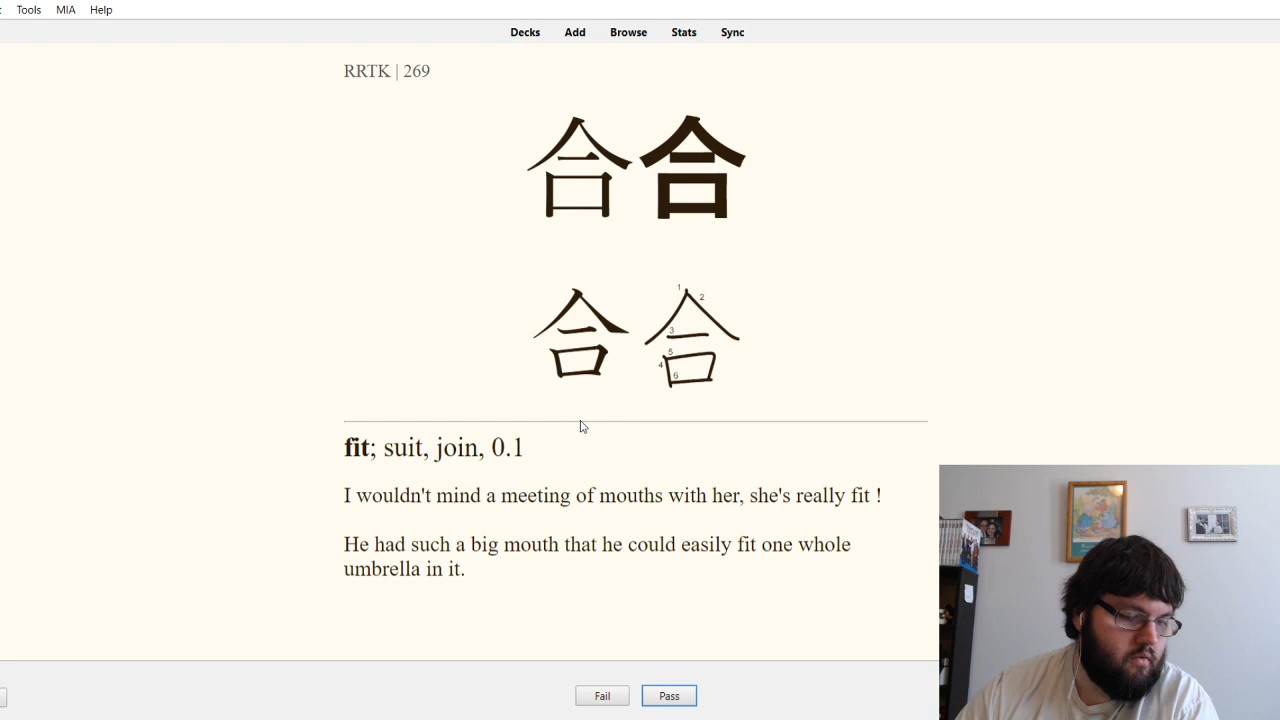 Tools MIA Help
Decks Add Browse Stats Sync
RRTK | 269
合合
合合
1
2
3
5
4
6
fit; suit, join, 0.1
I wouldn't mind a meeting of mouths with her, she's really fit !
He had such a big mouth that he could easily fit one whole
umbrella in it.
Fail Pass